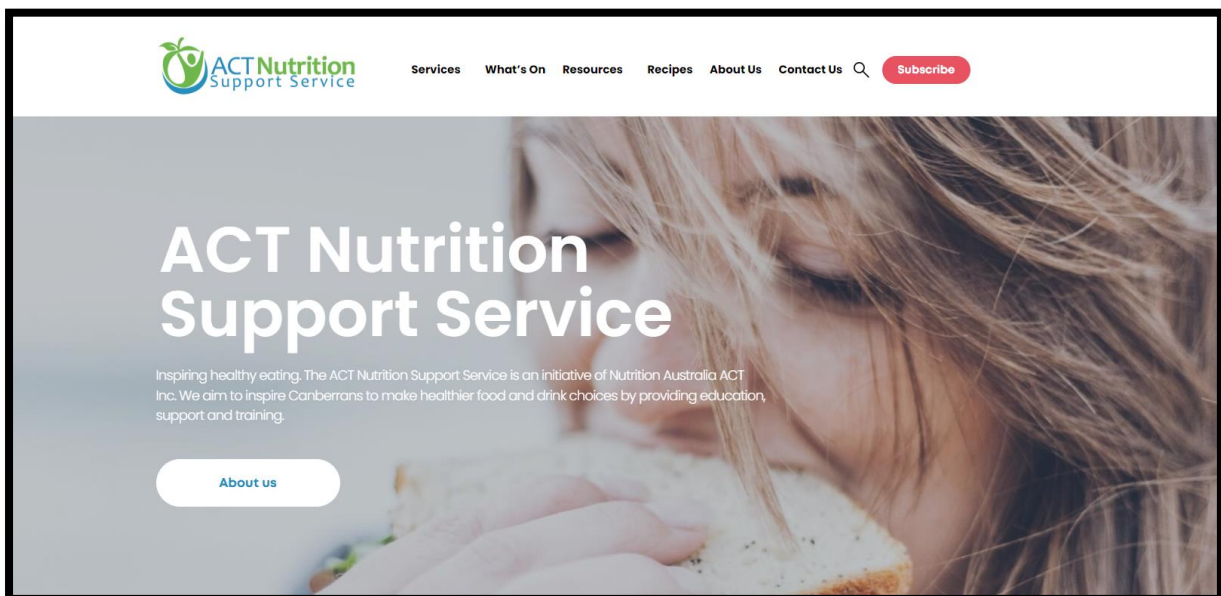 ACT Nutrition
Support Service
Services What's On Resources Recipes About Us Contact Us Subscribe
ACT Nutrition
Support Service
Inspiring healthy eating. The ACT Nutrition Support Service is an initiative of Nutrition Australia ACT
Inc. We aim to inspire Canberrans to make healthier food and drink choices by providing education,
support and training.
About us